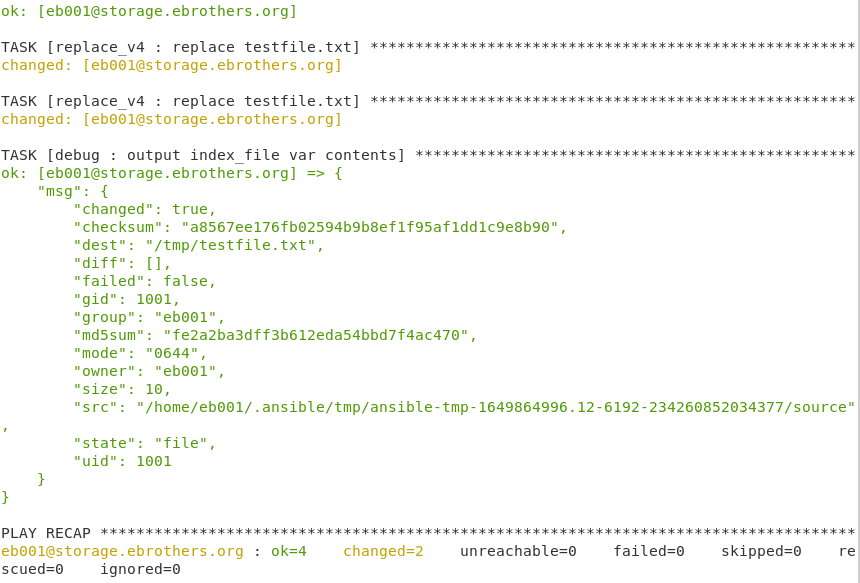 ok: [eb001@storage.ebrothers.org]
TASK [replace_v4 : replace testfile.txt] ******************************************************
changed: [eb001@storage.ebrothers.org]
TASK [replace_v4 : replace testfile.txt] ******************************************************
changed: [eb001@storage.ebrothers.org]
TASK [debug : output index_file var contents] *************************************************
ok: [eb001@storage.ebrothers.org] => {
    "msg": {
        "changed": true,
        "checksum": "a8567ee176fb02594b9b8ef1f95af1dd1c9e8b90",
        "dest": "/tmp/testfile.txt",
        "diff": [],
        "failed": false,
        "gid": 1001,
        "group": "eb001",
        "md5sum": "fe2a2ba3dff3b612eda54bbd7f4ac470",
        "mode": "0644",
        "owner": "eb001",
        "size": 10,
        "src": "/home/eb001/.ansible/tmp/ansible-tmp-1649864996.12-6192-234260852034377/source"
,
        "state": "file",
        "uid": 1001
    }
}
PLAY RECAP ************************************************************************************
eb001@storage.ebrothers.org : ok=4    changed=2    unreachable=0    failed=0    skipped=0    re
scued=0    ignored=0